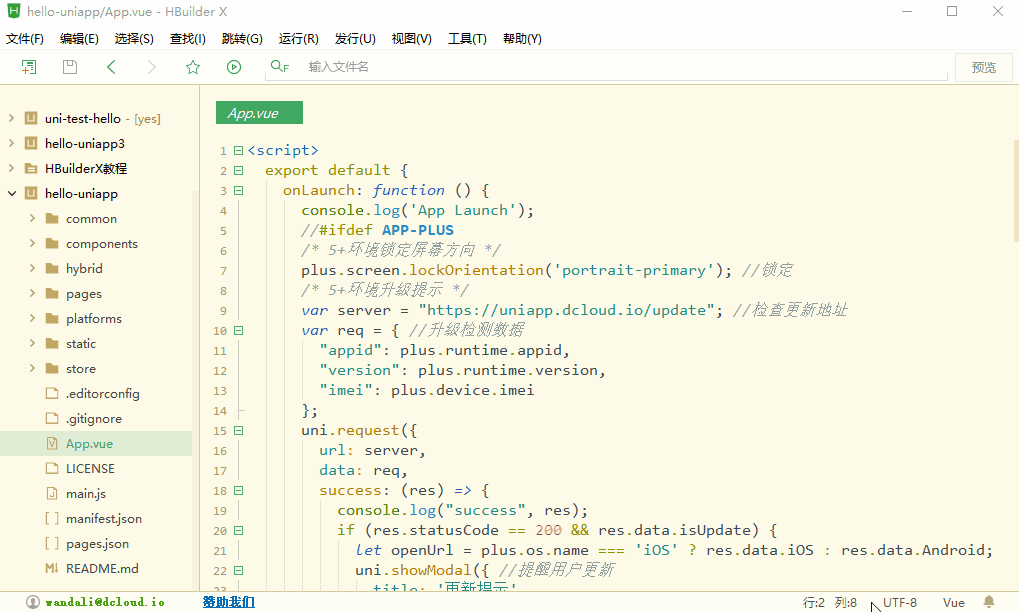 hello-uniapp/App.vue - HBuilder X
文件(F) 编辑(E) 选择(S) 查找(I) 跳转(G) 运行(R) 发行(U) 视图(V) 工具(T) 帮助(Y)
输入文件名 预览
uni-test-hello - [yes]
hello-uniapp3
HBuilderX教程
hello-uniapp
common
components
hybrid
pages
platforms
static
store
.editorconfig
.gitignore
App.vue
LICENSE
main.js
manifest.json
pages.json
README.md
App.vue
1 <script>
2 export default {
3 onLaunch: function () {
4 console.log('App Launch');
5 //#ifdef APP-PLUS
6 /* 5+环境锁定屏幕方向 */
7 plus.screen.lockOrientation('portrait-primary'); //锁定
8 /* 5+环境升级提示 */
9 var server = "https://uniapp.dcloud.io/update"; //检查更新地址
10 var req = { //升级检测数据
11 "appid": plus.runtime.appid,
12 "version": plus.runtime.version,
13 "imei": plus.device.imei
14 };
15 uni.request({
16 url: server,
17 data: req,
18 success: (res) => {
19 console.log("success", res);
20 if (res.statusCode == 200 && res.data.isUpdate) {
21 let openUrl = plus.os.name === 'iOS' ? res.data.iOS : res.data.Android;
22 uni.showModal({ //提醒用户更新
23 title: '更新提示'
wandali@dcloud.io 赞助我们 行:2 列:8 UTF-8 Vue